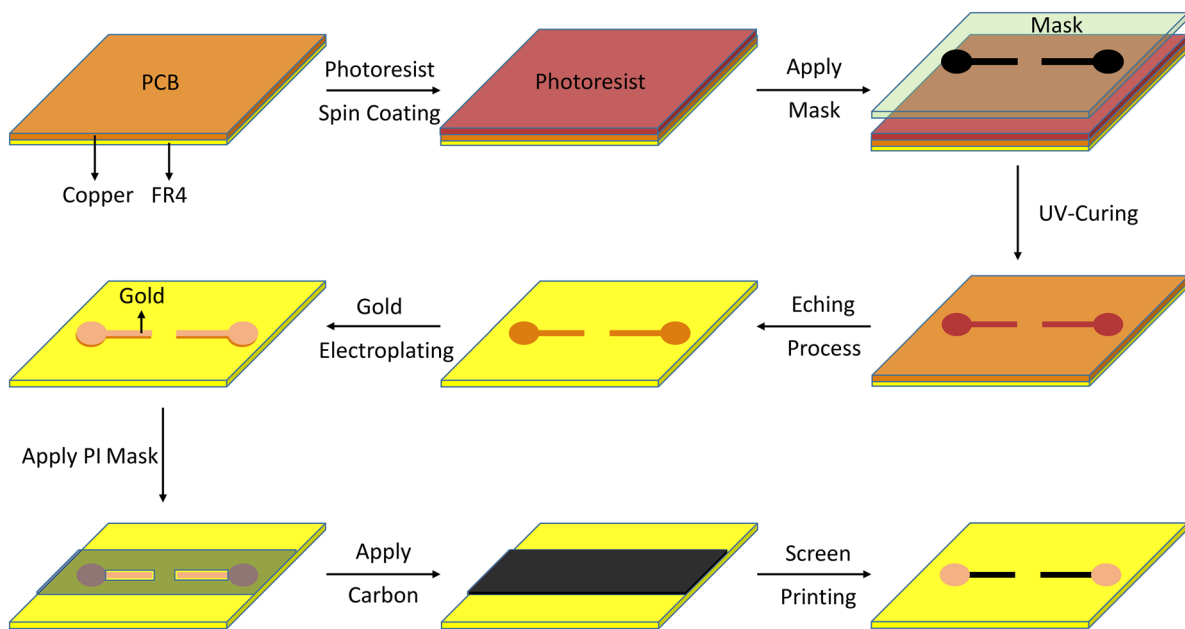 PCB
Photoresist
Spin Coating
Photoresist
Apply
Mask
Mask
Copper
FR4
UV-Curing
Gold
Gold
Electroplating
Eching
Process
Apply PI Mask
Apply
Carbon
Screen
Printing